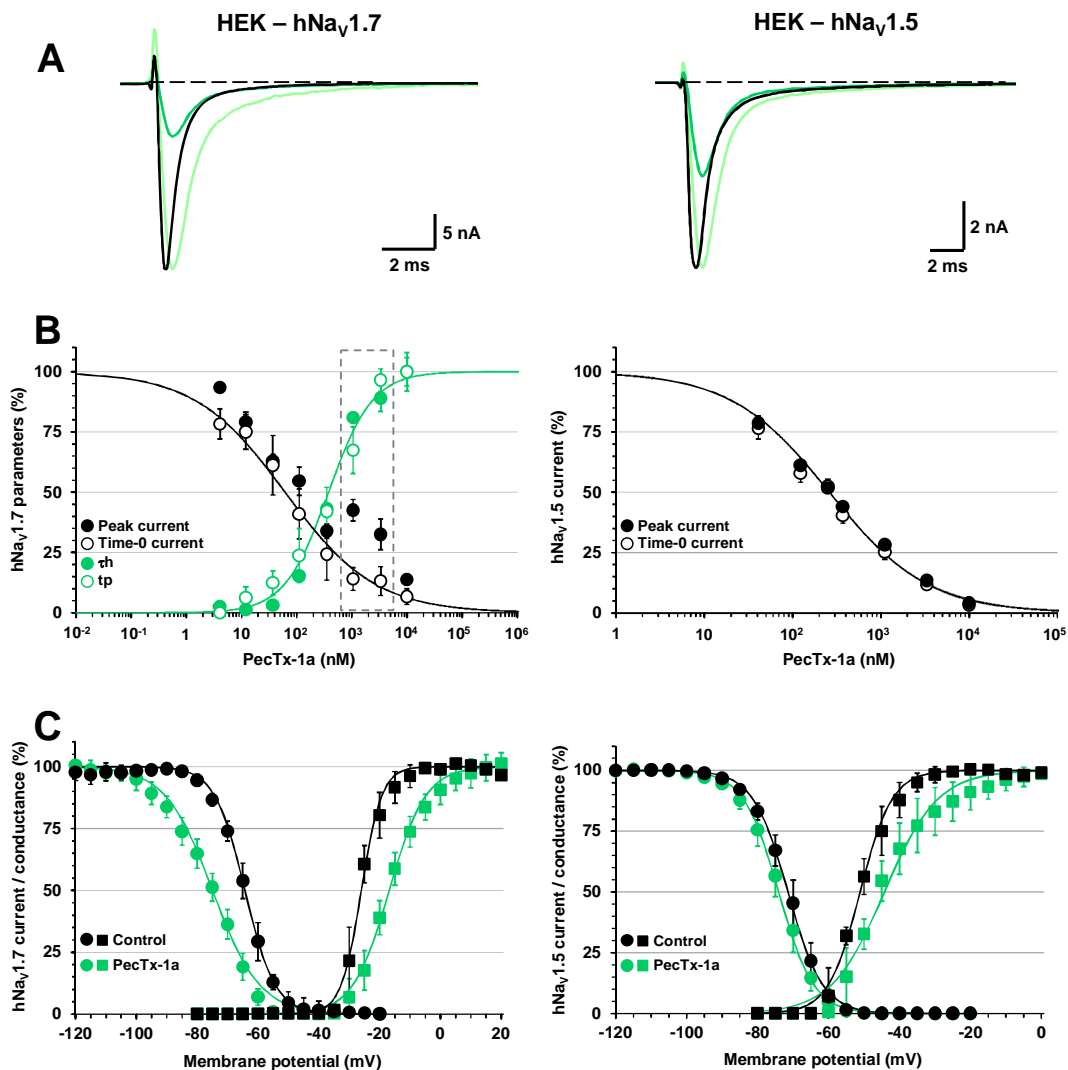 HEK – hNaV1.7
HEK – hNaV1.5
A
5 nA
2 ms
2 nA
2 ms
B
hNaV1.7 parameters (%)
100
75
50
25
0
Peak current
Time-0 current
τh
tp
10-2
10-1
1
10
102
103
104
105
106
PecTx-1a (nM)
hNaV1.5 current (%)
100
75
50
25
0
Peak current
Time-0 current
1
10
102
103
104
105
PecTx-1a (nM)
C
hNaV1.7 current / conductance (%)
100
75
50
25
0
Control
PecTx-1a
-120
-100
-80
-60
-40
-20
0
20
Membrane potential (mV)
hNaV1.5 current / conductance (%)
100
75
50
25
0
Control
PecTx-1a
-120
-100
-80
-60
-40
-20
0
Membrane potential (mV)